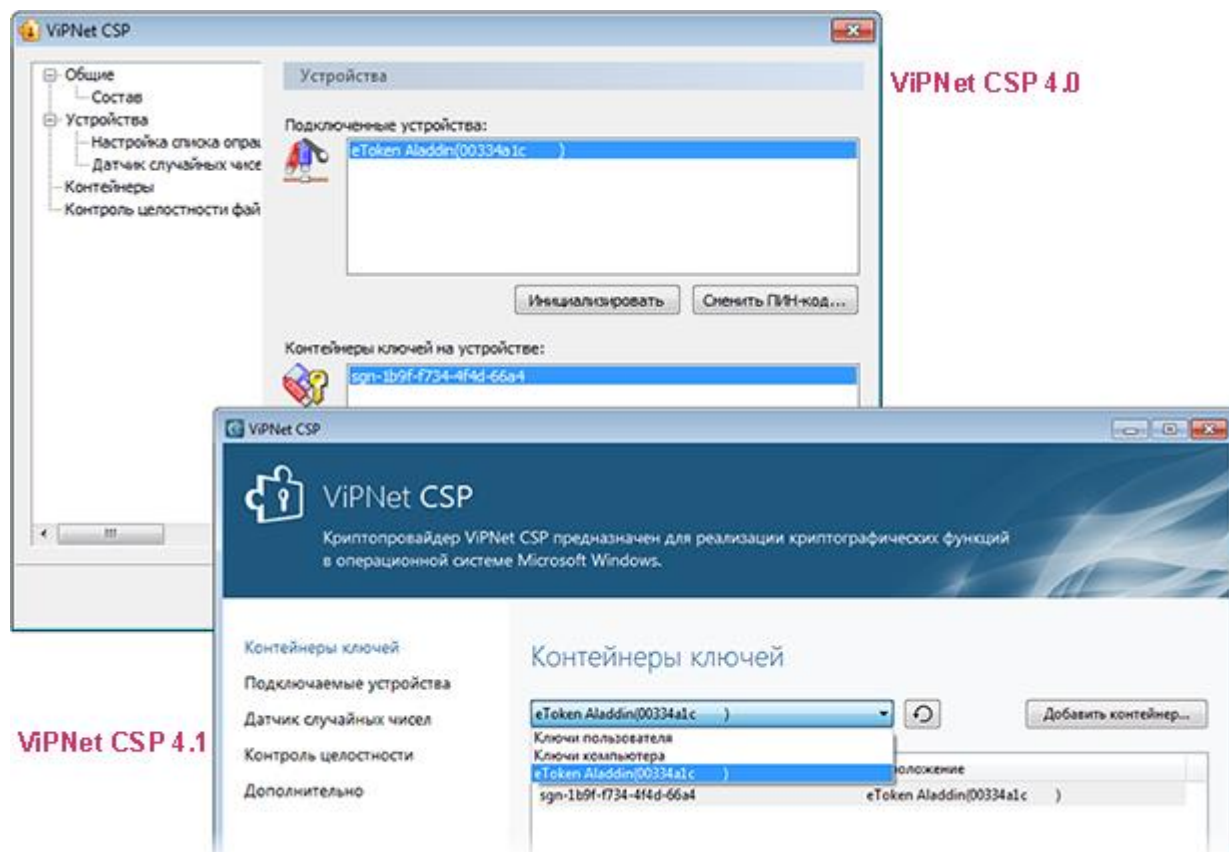 ViPNet CSP
Общие
Состав
Устройства
Настройка списка опраш
Датчик случайных чисе
Контейнеры
Контроль целостности фай
Устройства
Подключенные устройства:
eToken Aladdin(00334a1c )
Инициализировать
Сменить ПИН-код...
Контейнеры ключей на устройстве:
sgn-1b9f-f734-4f4d-66a4
ViPNet CSP 4.0
ViPNet CSP
ViPNet CSP
Криптопровайдер ViPNet CSP предназначен для реализации криптографических функций
в операционной системе Microsoft Windows.
Контейнеры ключей
Подключаемые устройства
Датчик случайных чисел
Контроль целостности
Дополнительно
Контейнеры ключей
eToken Aladdin(00334a1c )
Добавить контейнер...
Ключи пользователя
Ключи компьютера
eToken Aladdin(00334a1c )
оложение
sgn-1b9f-f734-4f4d-66a4 eToken Aladdin(00334a1c )
ViPNet CSP 4.1